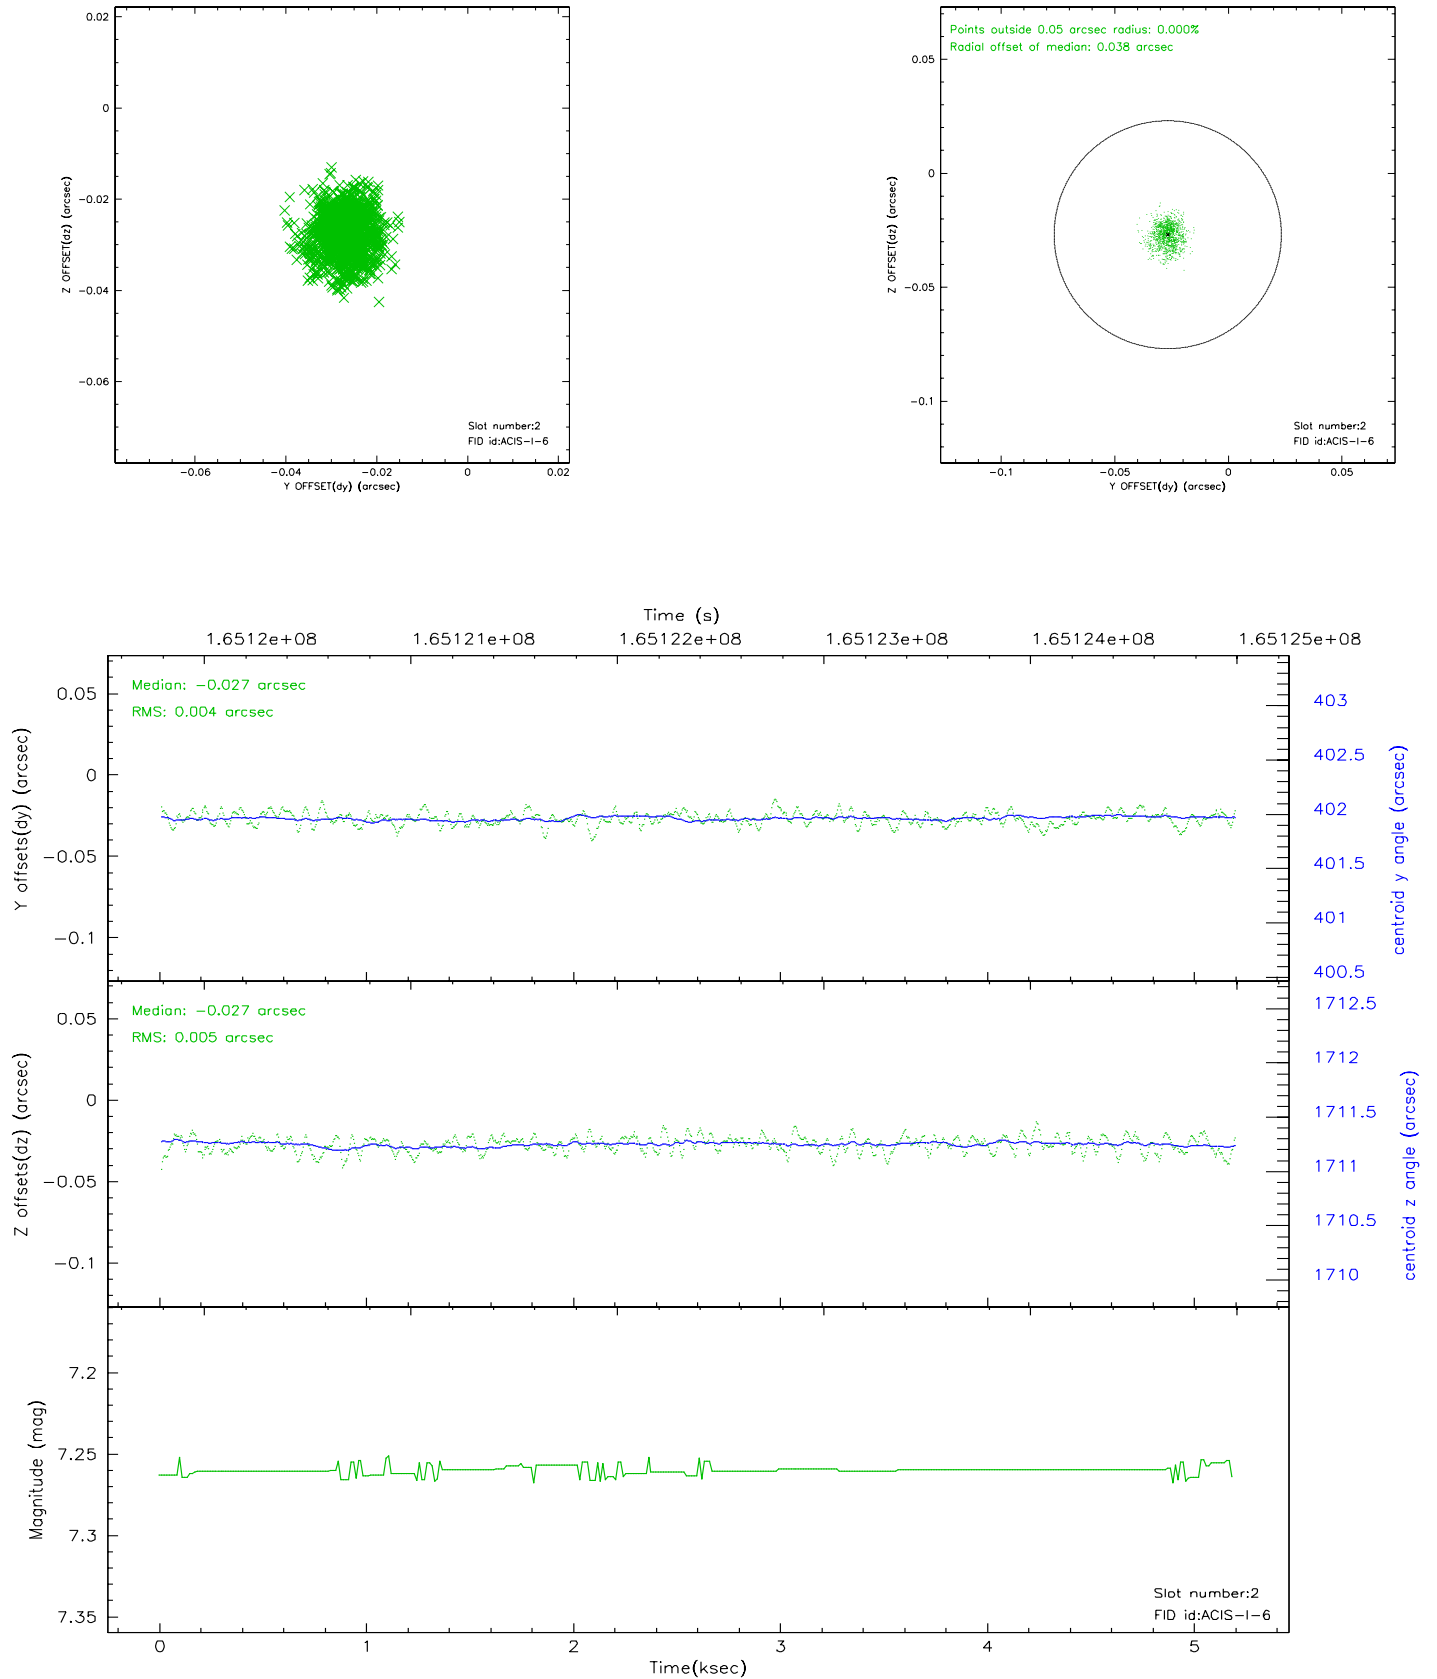 0.02
0
−0.02
−0.04
−0.06
Z OFFSET(dz) (arcsec)
Slot number:2
FID id:ACIS−I−6
−0.06 −0.04 −0.02 0 0.02
Y OFFSET(dy) (arcsec)
Points outside 0.05 arcsec radius: 0.000%
Radial offset of median: 0.038 arcsec
0.05
0
−0.05
−0.1
Z OFFSET(dz) (arcsec)
Slot number:2
FID id:ACIS−I−6
−0.1 −0.05 0 0.05
Y OFFSET(dy) (arcsec)
Time (s)
1.6512e+08 1.65121e+08 1.65122e+08 1.65123e+08 1.65124e+08 1.65125e+08
Median: −0.027 arcsec
RMS: 0.004 arcsec
0.05
0
−0.05
−0.1
Y offsets(dy) (arcsec)
403
402.5
402
401.5
401
400.5
centroid y angle (arcsec)
Median: −0.027 arcsec
RMS: 0.005 arcsec
0.05
0
−0.05
−0.1
Z offsets(dz) (arcsec)
1712.5
1712
1711.5
1711
1710.5
1710
centroid z angle (arcsec)
7.2
7.25
7.3
7.35
Magnitude (mag)
Slot number:2
FID id:ACIS−I−6
0 1 2 3 4 5
Time(ksec)